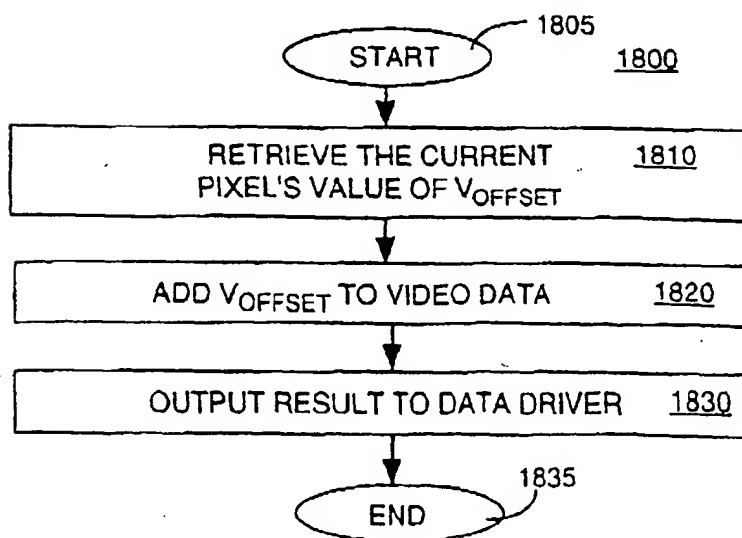 1805
START
1800
RETRIEVE THE CURRENT 1810
PIXEL'S VALUE OF VOFFSET
ADD VOFFSET TO VIDEO DATA 1820
OUTPUT RESULT TO DATA DRIVER 1830
1835
END